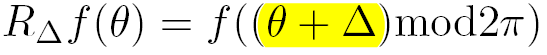 R_Δ f(θ) = f((θ + Δ)mod2π)